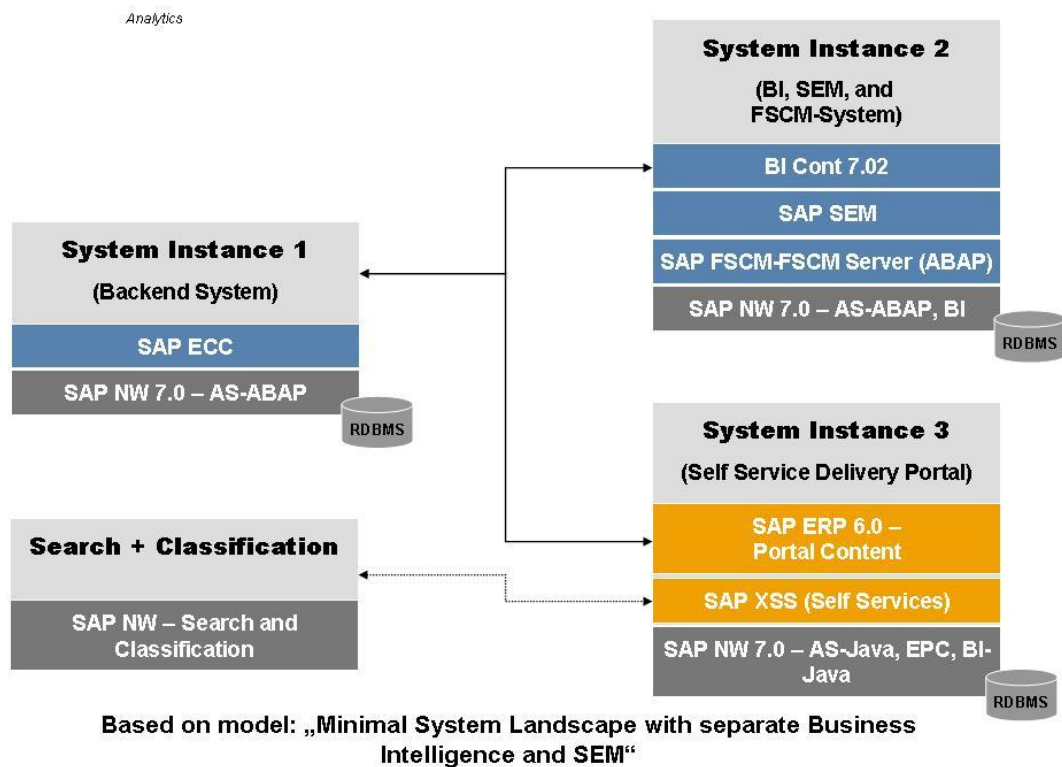 Analytics
System Instance 2
(BI, SEM, and
FSCM-System)
BI Cont 7.02
SAP SEM
SAP FSCM-FSCM Server (ABAP)
SAP NW 7.0 – AS-ABAP, BI
RDBMS
System Instance 1
(Backend System)
SAP ECC
SAP NW 7.0 – AS-ABAP
RDBMS
System Instance 3
(Self Service Delivery Portal)
SAP ERP 6.0 –
Portal Content
SAP XSS (Self Services)
SAP NW 7.0 – AS-Java, EPC, BI-
Java
RDBMS
Search + Classification
SAP NW – Search and
Classification
Based on model: „Minimal System Landscape with separate Business
Intelligence and SEM“